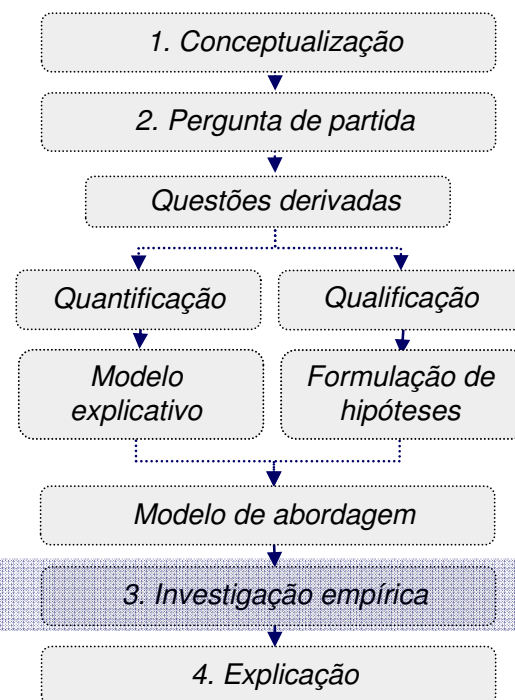 1. Conceptualização
2. Pergunta de partida
Questões derivadas
Quantificação
Qualificação
Modelo
explicativo
Formulação de
hipóteses
Modelo de abordagem
3. Investigação empírica
4. Explicação